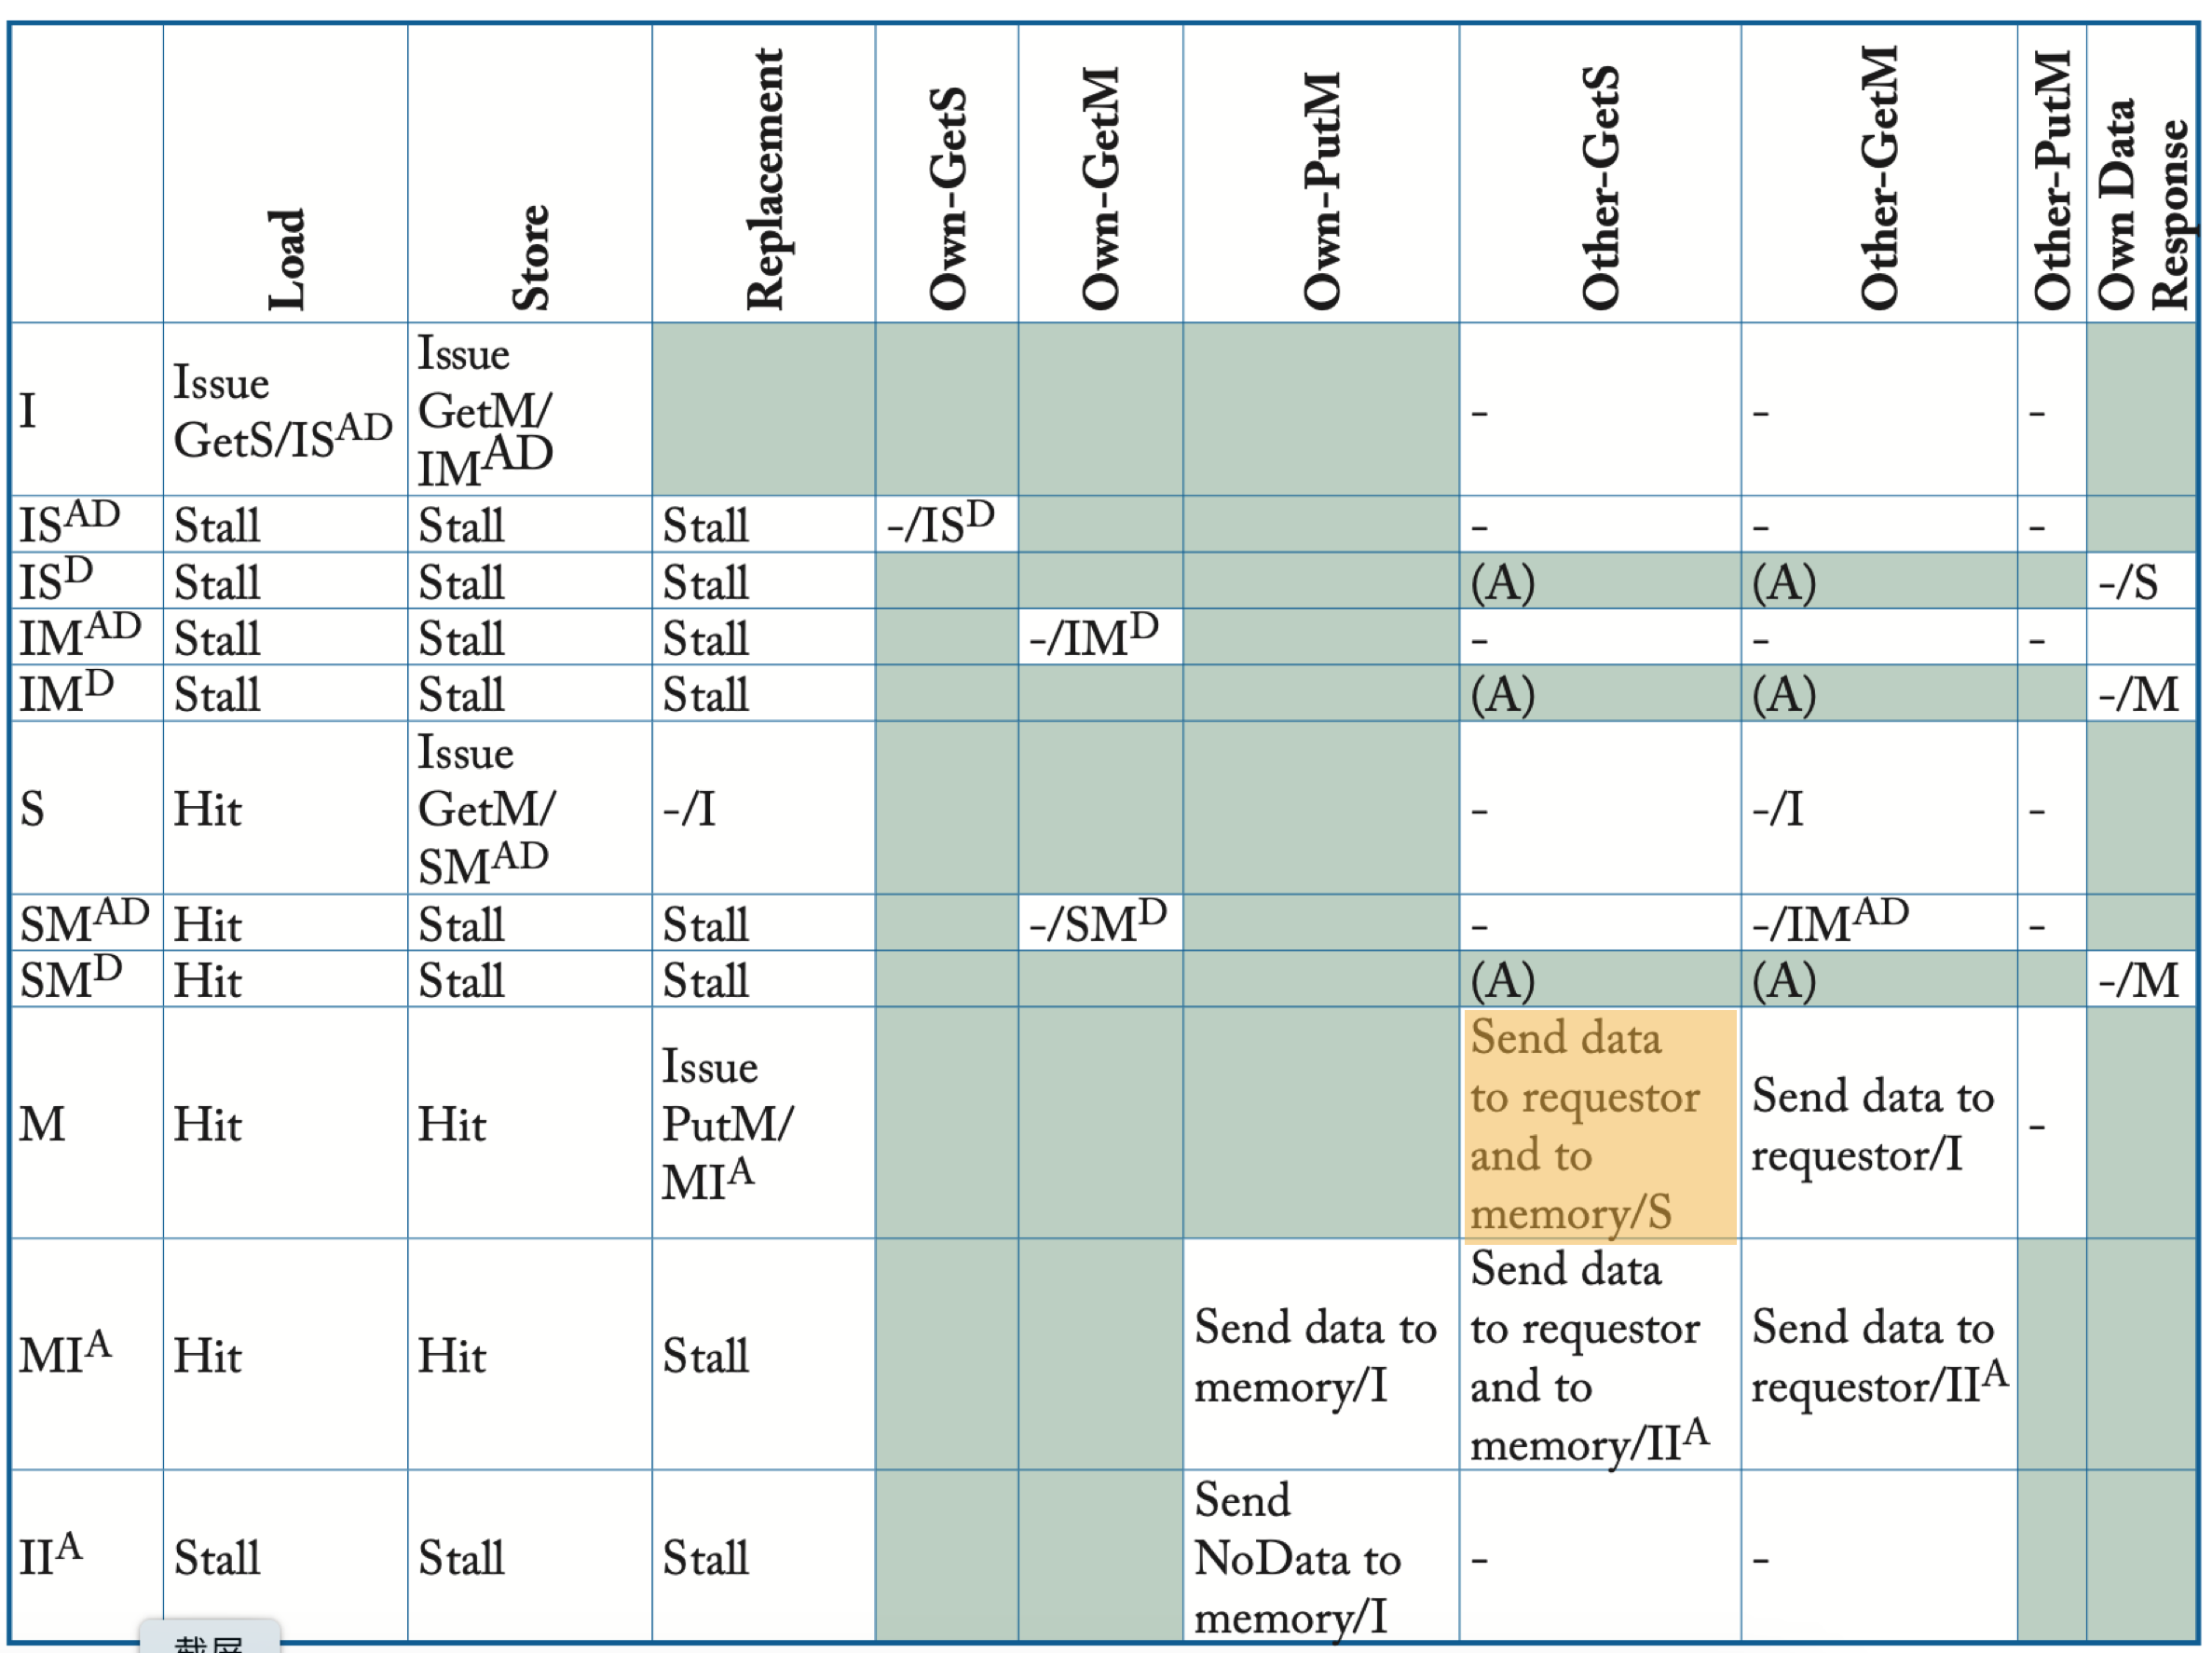 Load Store Replacement Own-GetS Own-GetM Own-PutM Other-GetS Other-GetM Other-PutM Own Data
Response
I Issue
GetS/IS^AD Issue
GetM/
IM^AD - - -
IS^AD Stall Stall Stall -/IS^D - - -
IS^D Stall Stall Stall (A) (A) -/S
IM^AD Stall Stall Stall -/IM^D - - -
IM^D Stall Stall Stall (A) (A) -/M
S Hit Issue
GetM/
SM^AD -/I - -/I -
SM^AD Hit Stall Stall -/SM^D - -/IM^AD -
SM^D Hit Stall Stall (A) (A) -/M
M Hit Hit Issue
PutM/
MI^A Send data
to requestor
and to
memory/S Send data to
requestor/I -
MI^A Hit Hit Stall Send data to
memory/I Send data
to requestor
and to
memory/II^A Send data to
requestor/II^A
II^A Stall Stall Stall Send
NoData to
memory/I - -
截屏